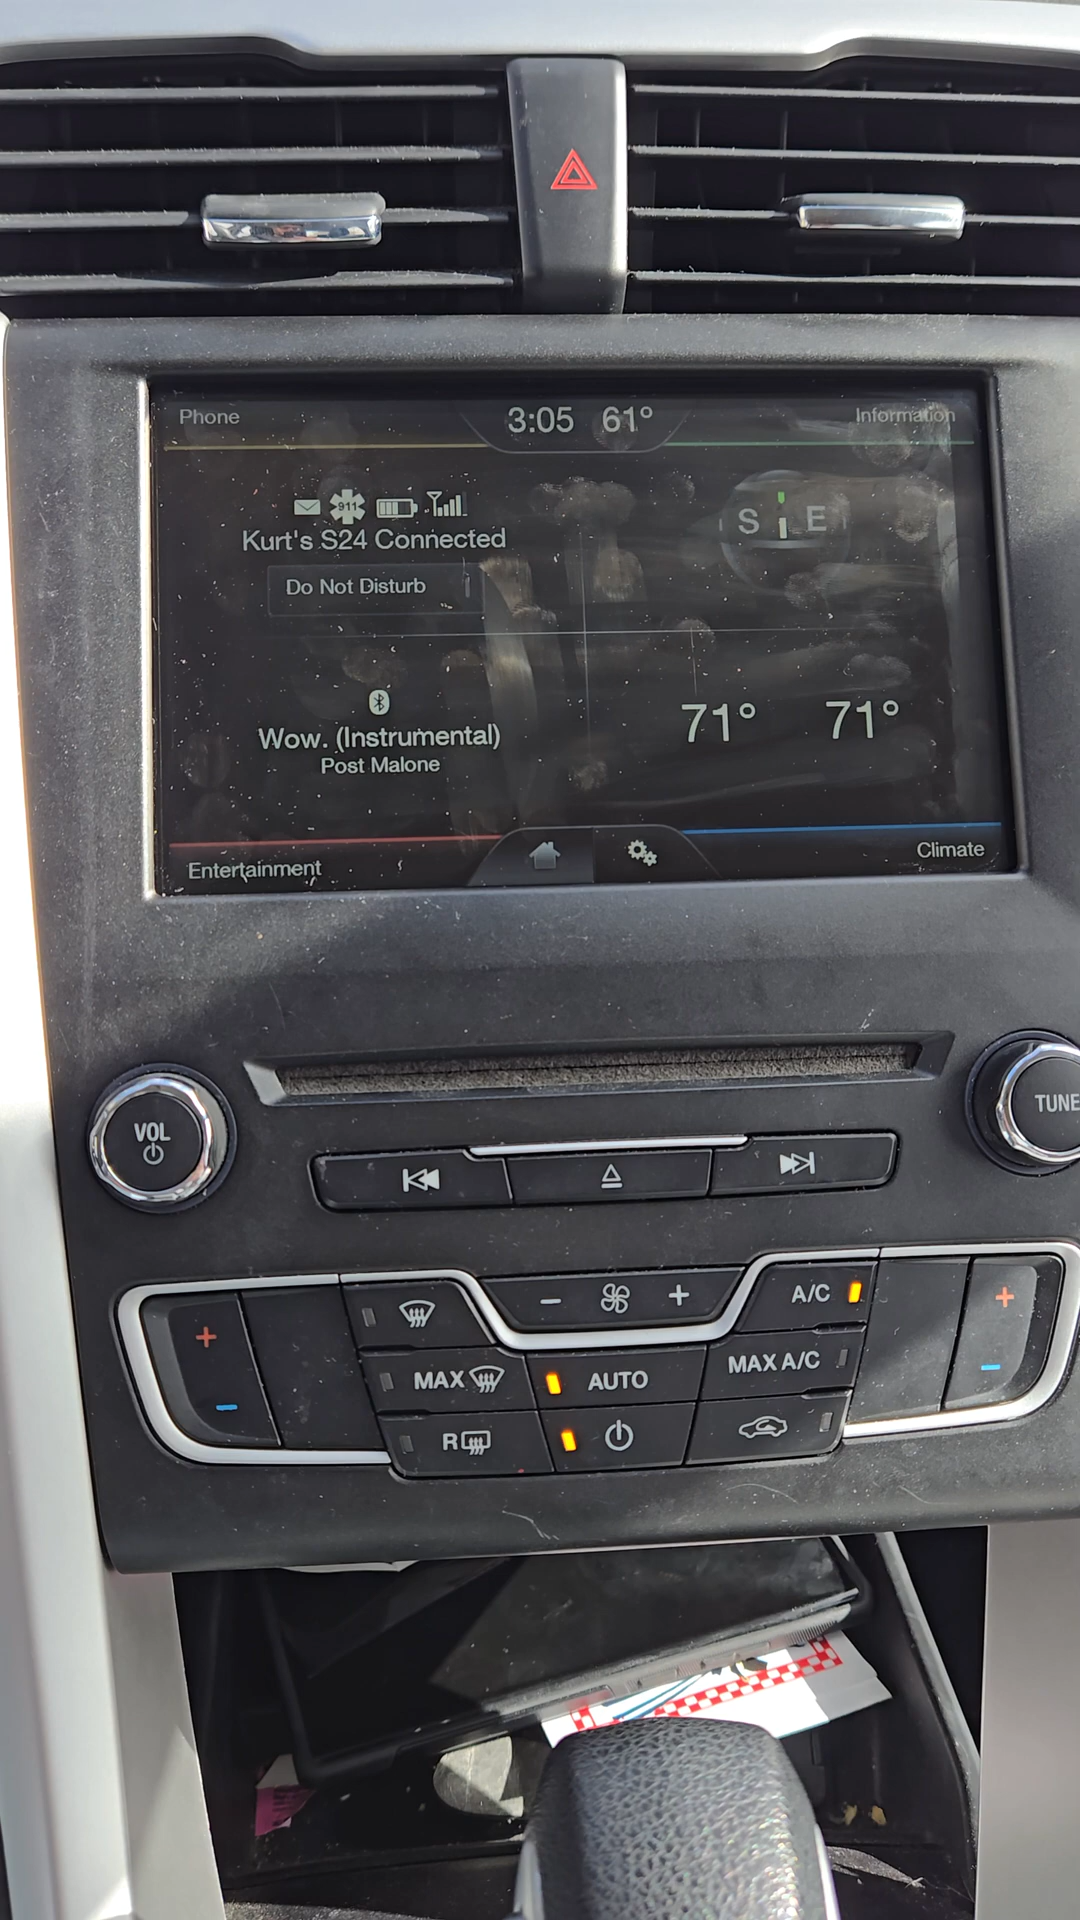 Phone
3:05 61°
Information
911
Kurt's S24 Connected
Do Not Disturb
S E
Wow. (Instrumental)
Post Malone
71° 71°
Entertainment
Climate
VOL
TUNE
A/C
MAX
AUTO
MAX A/C
R